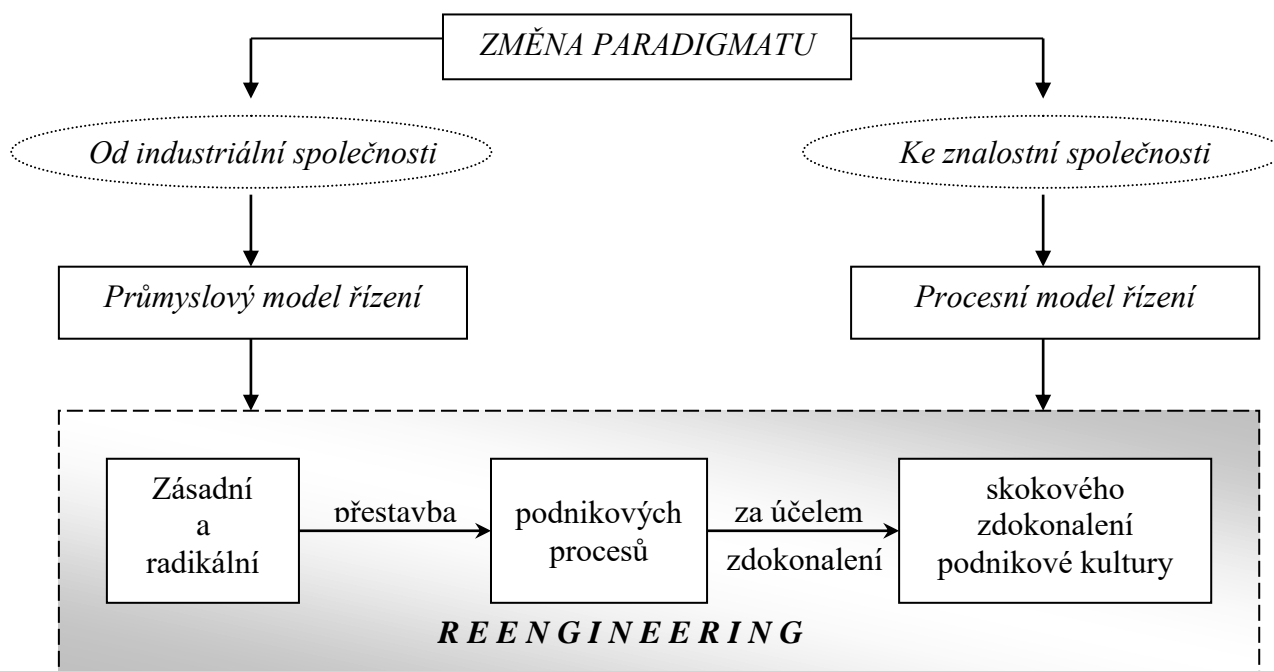 ZMĚNA PARADIGMATU
Od industriální společnosti
Ke znalostní společnosti
Průmyslový model řízení
Procesní model řízení
Zásadní
a
radikální
přestavba
podnikových
procesů
za účelem
zdokonalení
skokového
zdokonalení
podnikové kultury
R E E N G I N E E R I N G